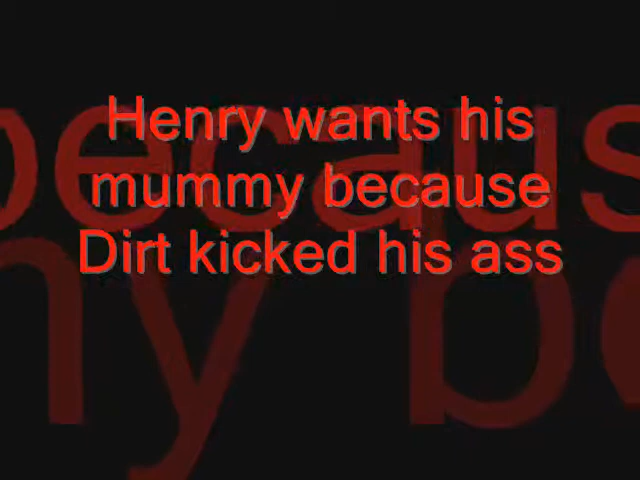 Henry wants his
mummy because
Dirt kicked his ass